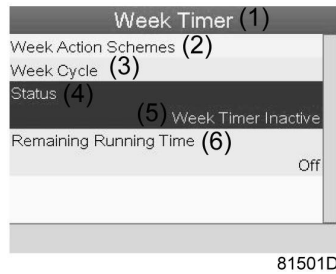 Week Timer (1)
Week Action Schemes (2)
Week Cycle (3)
Status (4)
(5) Week Timer Inactive
Remaining Running Time (6)
Off
81501D